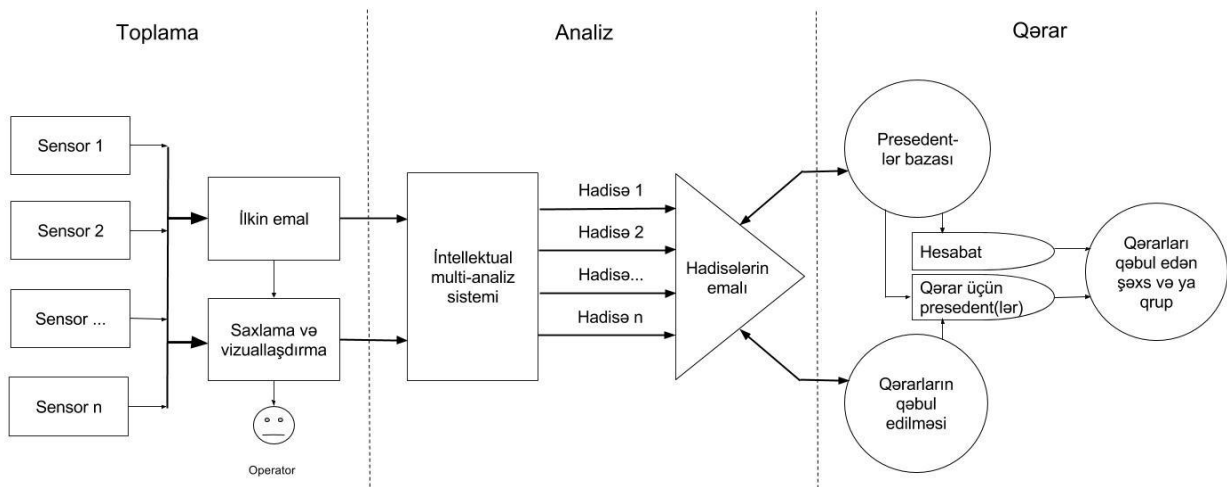 Toplama
Analiz
Qərar
Sensor 1
Sensor 2
Sensor ...
Sensor n
İlkin emal
Saxlama və
vizuallaşdırma
Operator
İntellektual
multi-analiz
sistemi
Hadisə 1
Hadisə 2
Hadisə...
Hadisə n
Hadisələrin
emalı
Presedent-
lər bazası
Hesabat
Qərar üçün
presedent(lər)
Qərarların
qəbul
edilməsi
Qərarları
qəbul edən
şəxs və ya
qrup